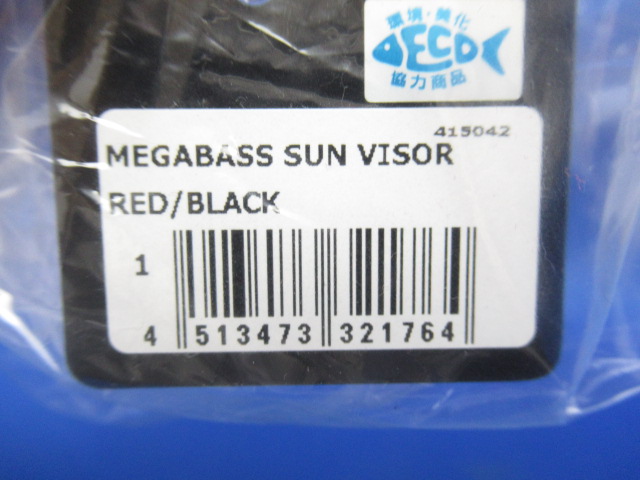 環境・美化
ECO
協力商品
415042
MEGABASS SUN VISOR
RED/BLACK
1
4 513473 321764